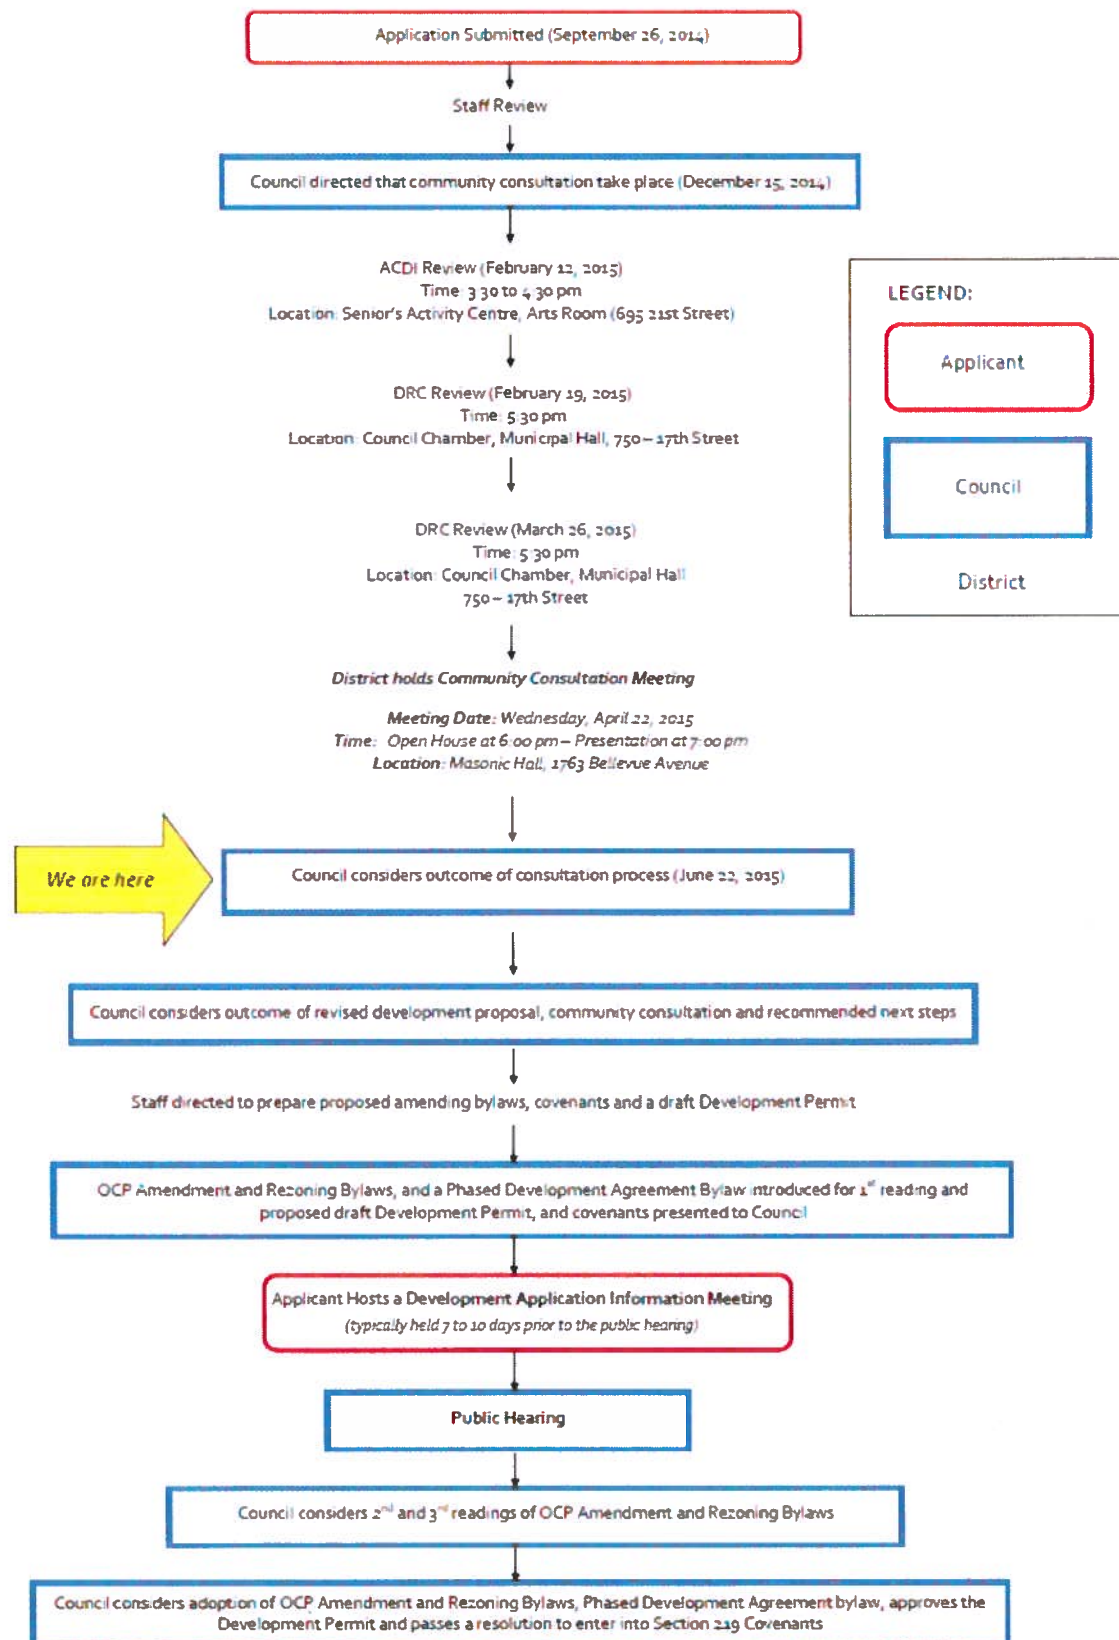 Application Submitted (September 26, 2014)
Staff Review
Council directed that community consultation take place (December 15, 2014)
ACDI Review (February 12, 2015)
Time: 3:30 to 4:30 pm
Location: Senior's Activity Centre, Arts Room (695 21st Street)
LEGEND:
Applicant
Council
District
DRC Review (February 19, 2015)
Time: 5:30 pm
Location: Council Chamber, Municipal Hall, 750 – 17th Street
DRC Review (March 26, 2015)
Time: 5:30 pm
Location: Council Chamber, Municipal Hall
750 – 17th Street
District holds Community Consultation Meeting
Meeting Date: Wednesday, April 22, 2015
Time: Open House at 6:00 pm – Presentation at 7:00 pm
Location: Masonic Hall, 1763 Bellevue Avenue
We are here
Council considers outcome of consultation process (June 22, 2015)
Council considers outcome of revised development proposal, community consultation and recommended next steps
Staff directed to prepare proposed amending bylaws, covenants and a draft Development Permit
OCP Amendment and Rezoning Bylaws, and a Phased Development Agreement Bylaw introduced for 1st reading and
proposed draft Development Permit, and covenants presented to Council
Applicant Hosts a Development Application Information Meeting
(typically held 7 to 10 days prior to the public hearing)
Public Hearing
Council considers 2nd and 3rd readings of OCP Amendment and Rezoning Bylaws
Council considers adoption of OCP Amendment and Rezoning Bylaws, Phased Development Agreement bylaw, approves the
Development Permit and passes a resolution to enter into Section 219 Covenants